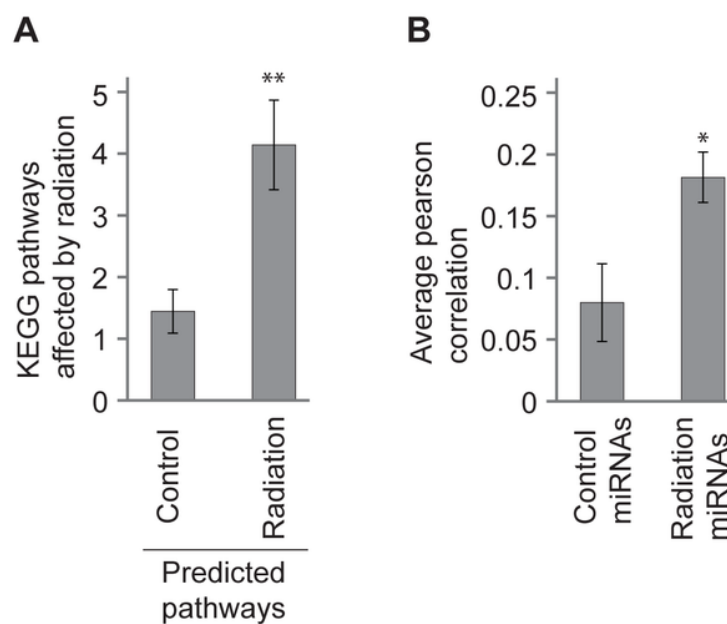 A
KEGG pathways
affected by radiation
5
4
3
2
1
0
**
Control
Radiation
Predicted
pathways
B
Average pearson
correlation
0.25
0.2
0.15
0.1
0.05
0
*
Control
miRNAs
Radiation
miRNAs